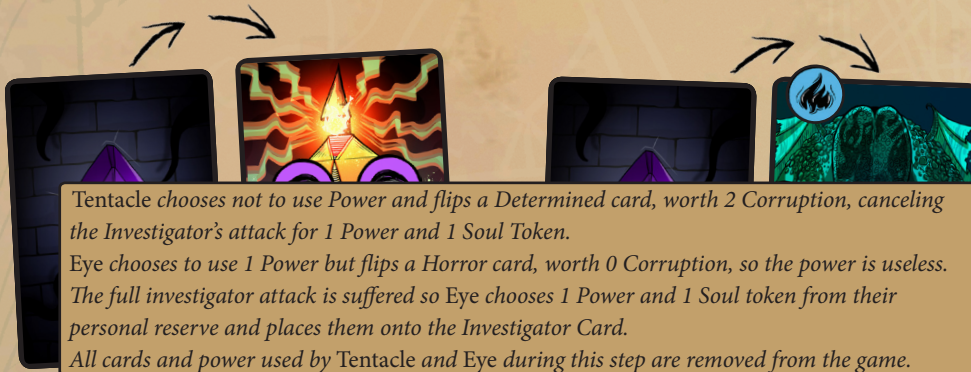 Tentacle chooses not to use Power and flips a Determined card, worth 2 Corruption, canceling
the Investigator's attack for 1 Power and 1 Soul Token.
Eye chooses to use 1 Power but flips a Horror card, worth 0 Corruption, so the power is useless.
The full investigator attack is suffered so Eye chooses 1 Power and 1 Soul token from their
personal reserve and places them onto the Investigator Card.
All cards and power used by Tentacle and Eye during this step are removed from the game.